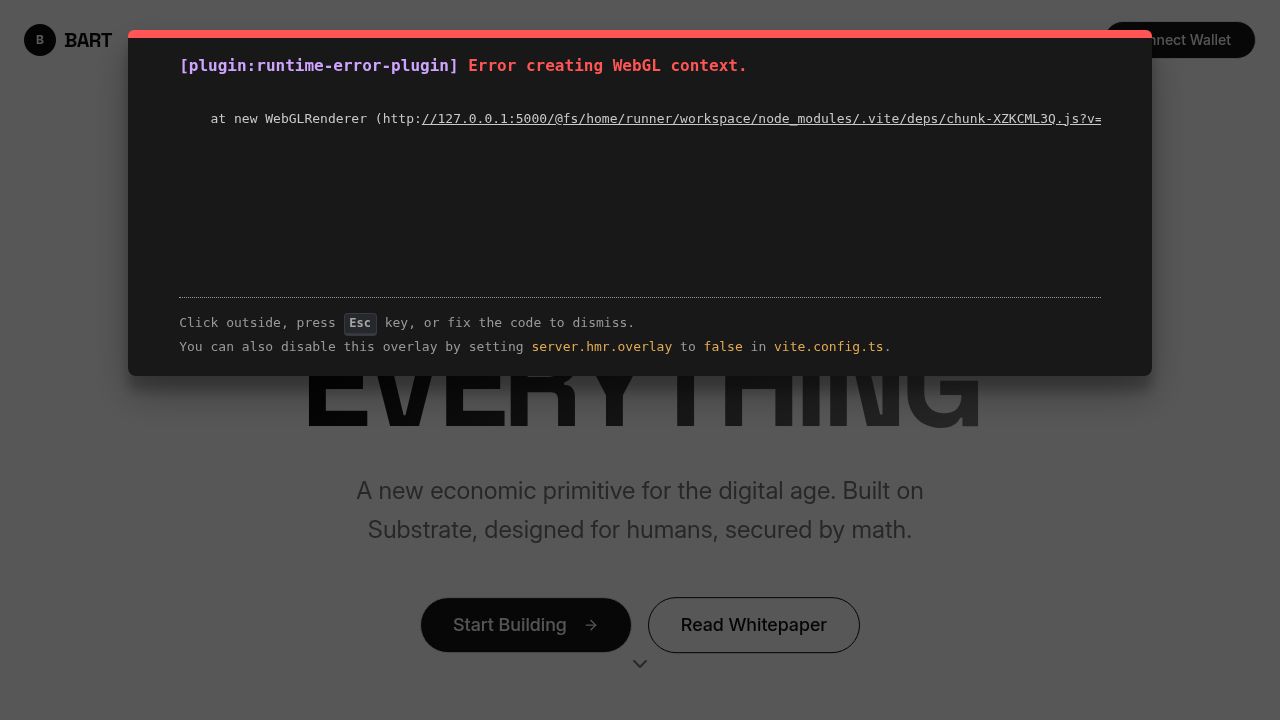 B BART
nnect Wallet
[plugin:runtime-error-plugin] Error creating WebGL context.
at new WebGLRenderer (http://127.0.0.1:5000/@fs/home/runner/workspace/node_modules/.vite/deps/chunk-XZKCML3Q.js?v=
Click outside, press Esc key, or fix the code to dismiss.
You can also disable this overlay by setting server.hmr.overlay to false in vite.config.ts.
EVERYTHING
A new economic primitive for the digital age. Built on
Substrate, designed for humans, secured by math.
Start Building → Read Whitepaper